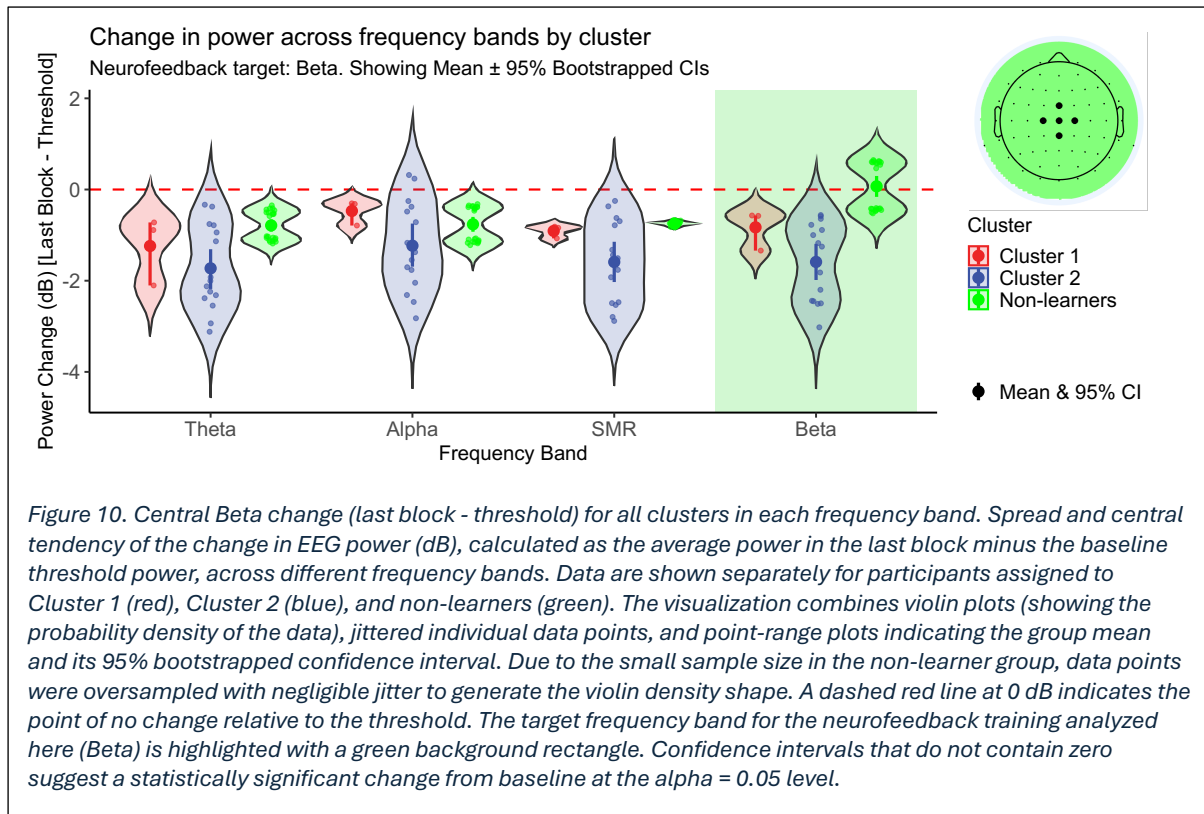 Change in power across frequency bands by cluster
Neurofeedback target: Beta. Showing Mean ± 95% Bootstrapped CIs
Power Change (dB) [Last Block - Threshold]
2
0
-2
-4
Theta
Alpha
SMR
Beta
Frequency Band
Cluster
Cluster 1
Cluster 2
Non-learners
Mean & 95% CI
Figure 10. Central Beta change (last block - threshold) for all clusters in each frequency band. Spread and central
tendency of the change in EEG power (dB), calculated as the average power in the last block minus the baseline
threshold power, across different frequency bands. Data are shown separately for participants assigned to
Cluster 1 (red), Cluster 2 (blue), and non-learners (green). The visualization combines violin plots (showing the
probability density of the data), jittered individual data points, and point-range plots indicating the group mean
and its 95% bootstrapped confidence interval. Due to the small sample size in the non-learner group, data points
were oversampled with negligible jitter to generate the violin density shape. A dashed red line at 0 dB indicates the
point of no change relative to the threshold. The target frequency band for the neurofeedback training analyzed
here (Beta) is highlighted with a green background rectangle. Confidence intervals that do not contain zero
suggest a statistically significant change from baseline at the alpha = 0.05 level.